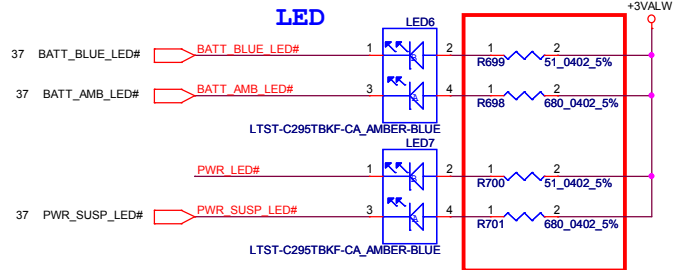 LED
+3VALW
LED6
37 BATT_BLUE_LED# BATT_BLUE_LED# 1 2 1 2
R699 51_0402_5%
37 BATT_AMB_LED# BATT_AMB_LED# 3 4 1 2
R698 680_0402_5%
LTST-C295TBKF-CA_AMBER-BLUE
LED7
PWR_LED# 1 2 1 2
R700 51_0402_5%
37 PWR_SUSP_LED# PWR_SUSP_LED# 3 4 1 2
R701 680_0402_5%
LTST-C295TBKF-CA_AMBER-BLUE